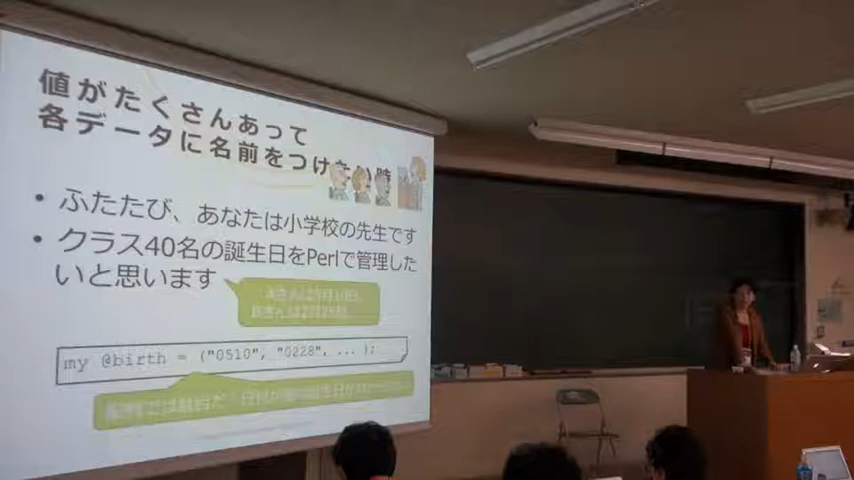 値がたくさんあって
各データに名前をつけたい時
• ふたたび、あなたは小学校の先生です
• クラス40名の誕生日をPerlで管理した
いと思います
my @birth = ("0510", "0228", ... );